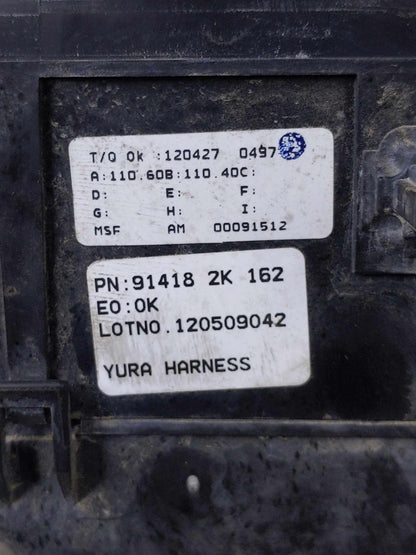 T/Q Ok :120427 0497
A:110.60B:110.40C:
D: E: F:
G: H: I:
MSF AM 00091512
PN:91418 2K 162
EO:OK
LOTNO.120509042
YURA HARNESS